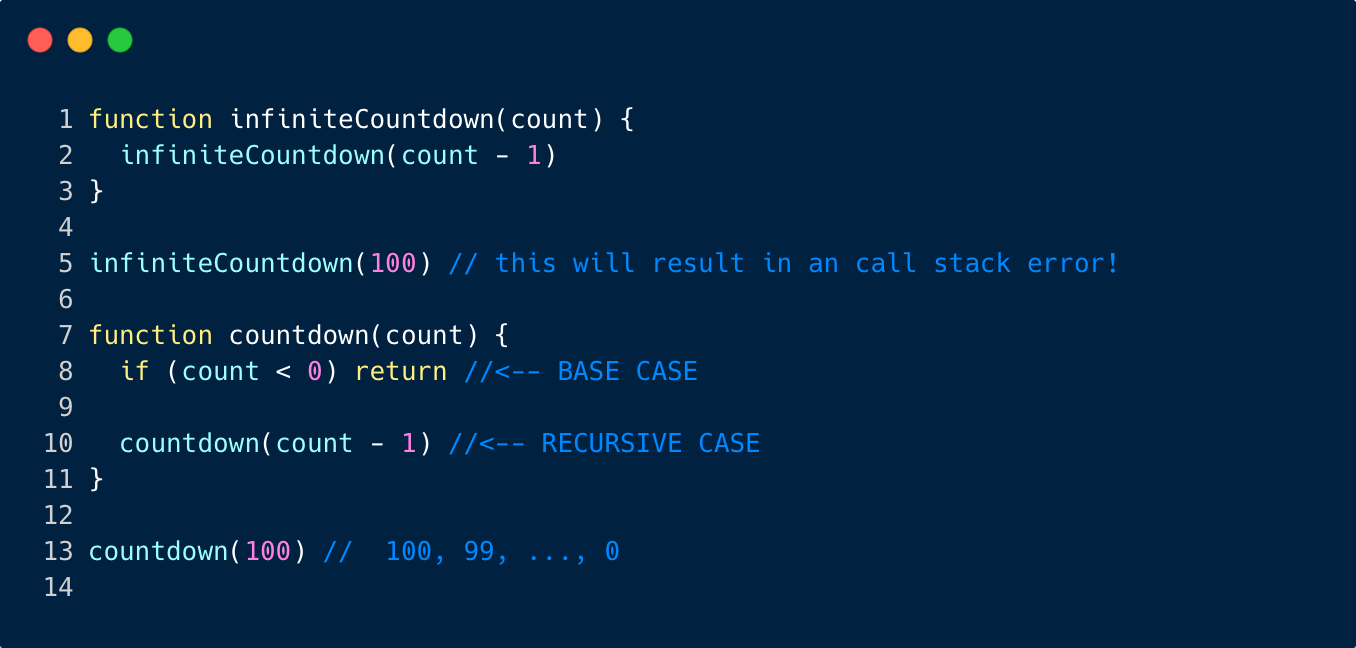 1 function infiniteCountdown(count) {
2   infiniteCountdown(count - 1)
3 }
4
5 infiniteCountdown(100) // this will result in an call stack error!
6
7 function countdown(count) {
8   if (count < 0) return //<-- BASE CASE
9
10   countdown(count - 1) //<-- RECURSIVE CASE
11 }
12
13 countdown(100) //  100, 99, ..., 0
14